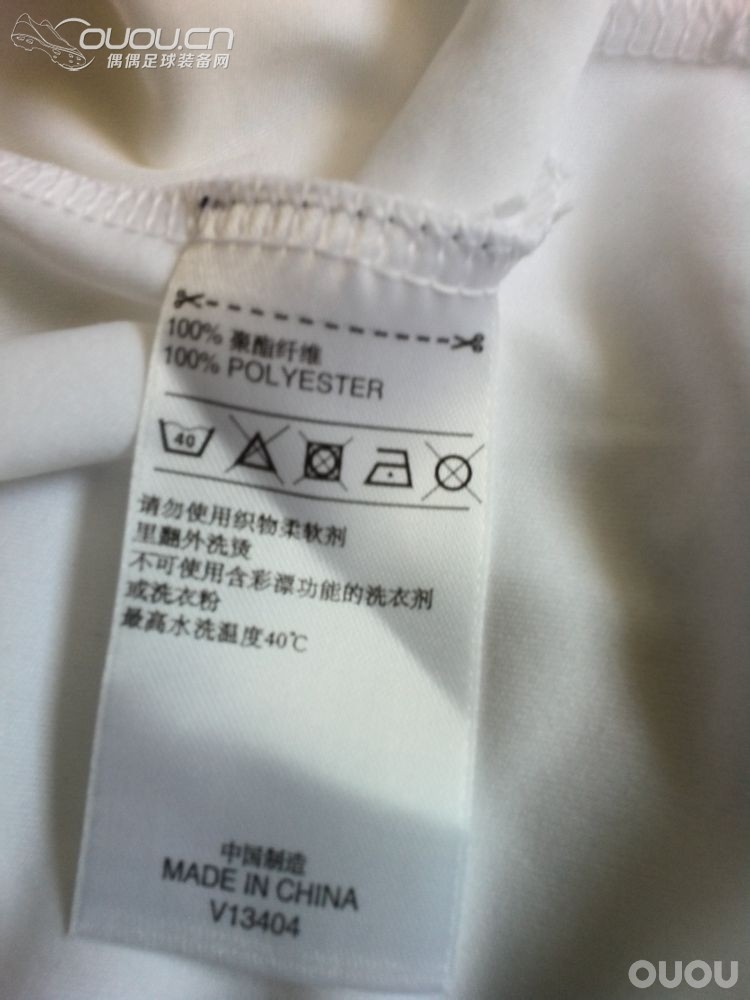 OUOU.CN
偶偶足球装备网
100% 聚酯纤维
100% POLYESTER
40
请勿使用织物柔软剂
里翻外洗烫
不可使用含彩漂功能的洗衣剂
或洗衣粉
最高水洗温度40℃
中国制造
MADE IN CHINA
V13404
OUOU